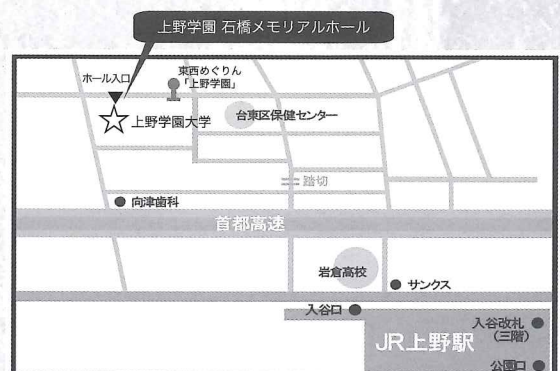 上野学園 石橋メモリアルホール
ホール入口
東西めぐりん
「上野学園」
上野学園大学
台東区保健センター
踏切
向津歯科
首都高速
岩倉高校
サンクス
入谷口
入谷改札
(三階)
JR上野駅
公園口